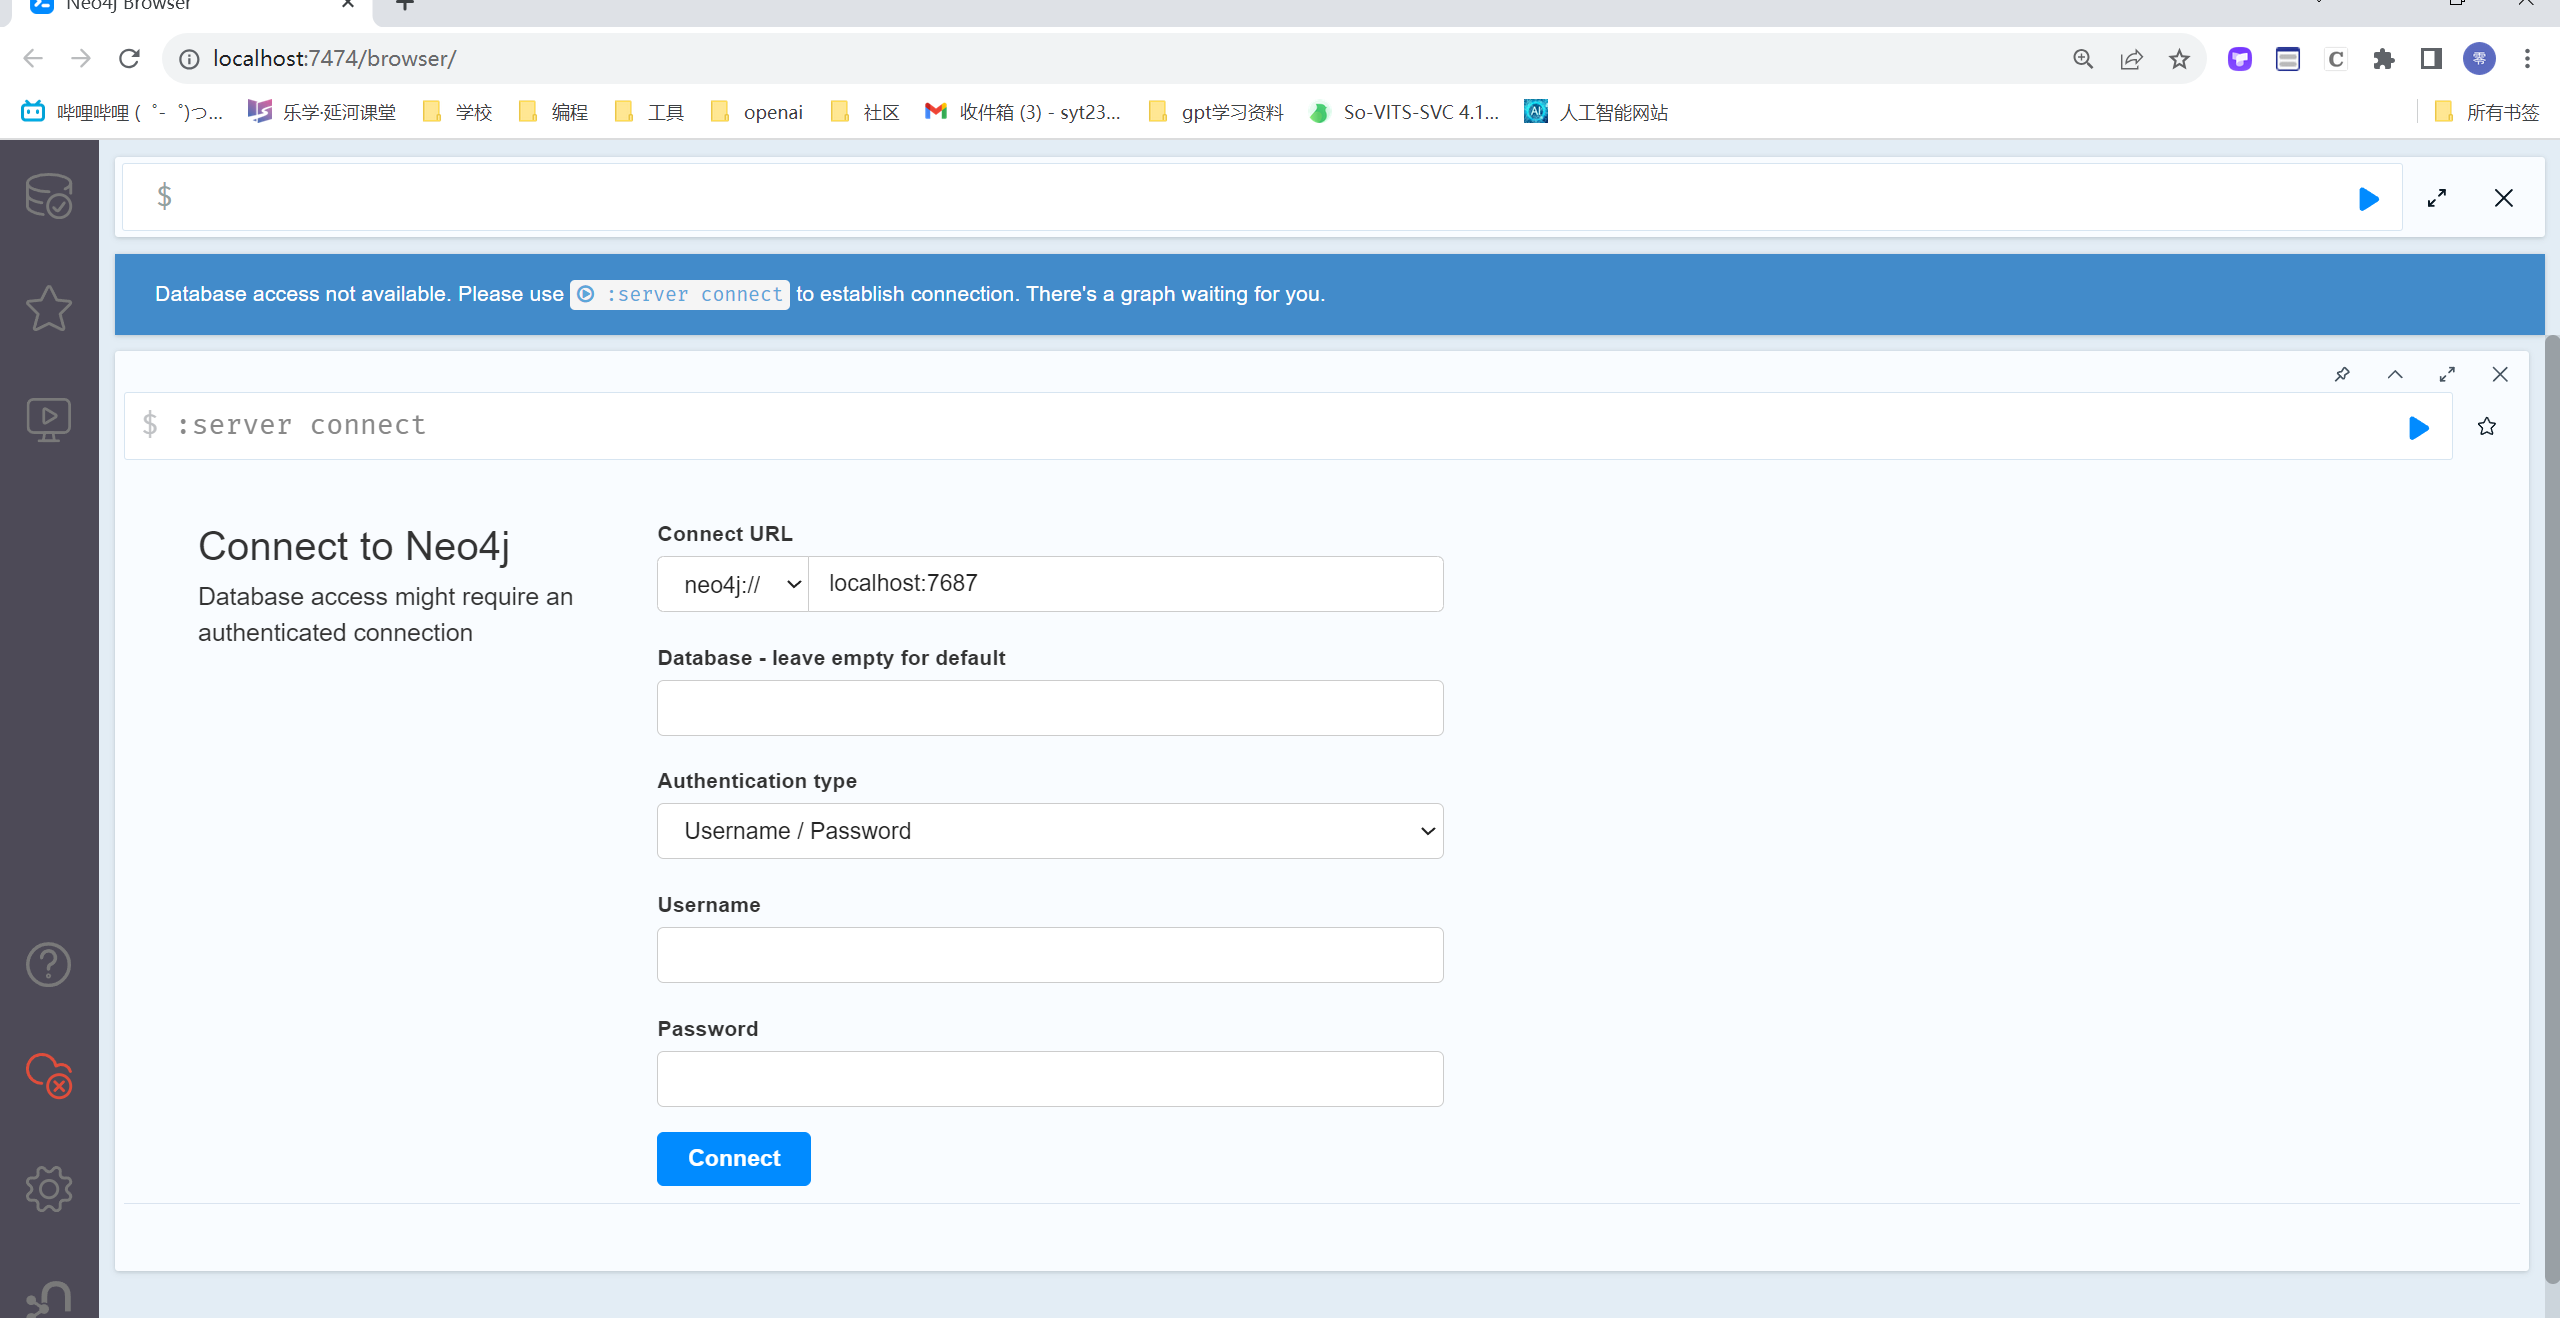 Neo4j Browser
localhost:7474/browser/
哔哩哔哩 (゜-゜)つ...
乐学·延河课堂
学校
编程
工具
openai
社区
收件箱 (3) - syt23...
gpt学习资料
So-VITS-SVC 4.1...
人工智能网站
所有书签
$
Database access not available. Please use :server connect to establish connection. There's a graph waiting for you.
$ :server connect
Connect to Neo4j
Database access might require an
authenticated connection
Connect URL
neo4j://
localhost:7687
Database - leave empty for default
Authentication type
Username / Password
Username
Password
Connect